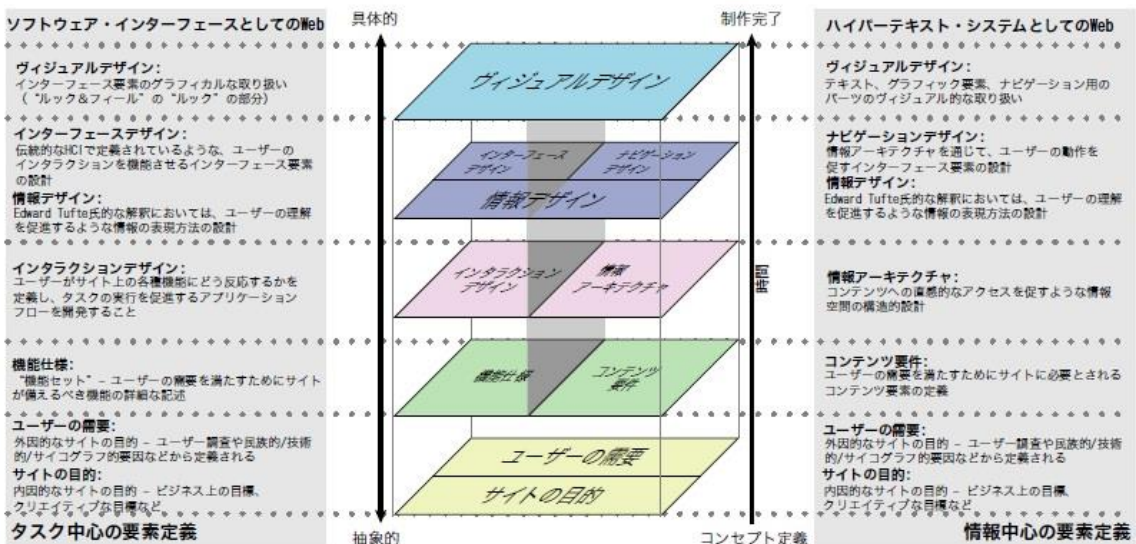 ソフトウェア・インターフェースとしてのWeb
ヴィジュアルデザイン:
インターフェース要素のグラフィカルな取り扱い
( “ルック&フィール”の“ルック”の部分)
インターフェースデザイン:
伝統的なHCIで定義されているような、ユーザーの
インタラクションを機能させるインターフェース要素
の設計
情報デザイン:
Edward Tufte氏的な解釈においては、ユーザーの理解
を促進するような情報の表現方法の設計
インタラクションデザイン:
ユーザーがサイト上の各種機能にどう反応するかを
定義し、タスクの実行を促進するアプリケーション
フローを開発すること
機能仕様:
“機能セット” – ユーザーの需要を満たすためにサイト
が備えるべき機能の詳細な記述
ユーザーの需要:
外因的なサイトの目的 – ユーザー調査や民族的/技術
的/サイコグラフ的要因などから定義される
サイトの目的:
内因的なサイトの目的 – ビジネス上の目標、
クリエイティブな目標など
タスク中心の要素定義
具体的
制作完了
ヴィジュアルデザイン
インターフェース
デザイン
ナビゲーション
デザイン
情報デザイン
インタラクション
デザイン
情報
アーキテクチャ
機能仕様
コンテンツ
要件
ユーザーの需要
サイトの目的
時間
抽象的
コンセプト定義
ハイパーテキスト・システムとしてのWeb
ヴィジュアルデザイン:
テキスト、グラフィック要素、ナビゲーション用の
パーツのヴィジュアル的な取り扱い
ナビゲーションデザイン:
情報アーキテクチャを通じて、ユーザーの動作を
促すインターフェース要素の設計
情報デザイン:
Edward Tufte氏的な解釈においては、ユーザーの理解
を促進するような情報の表現方法の設計
情報アーキテクチャ:
コンテンツへの直感的なアクセスを促すような情報
空間の構造的設計
コンテンツ要件:
ユーザーの需要を満たすためにサイトに必要とされる
コンテンツ要素の定義
ユーザーの需要:
外因的なサイトの目的 – ユーザー調査や民族的/技術
的/サイコグラフ的要因などから定義される
サイトの目的:
内因的なサイトの目的 – ビジネス上の目標、
クリエイティブな目標など
情報中心の要素定義